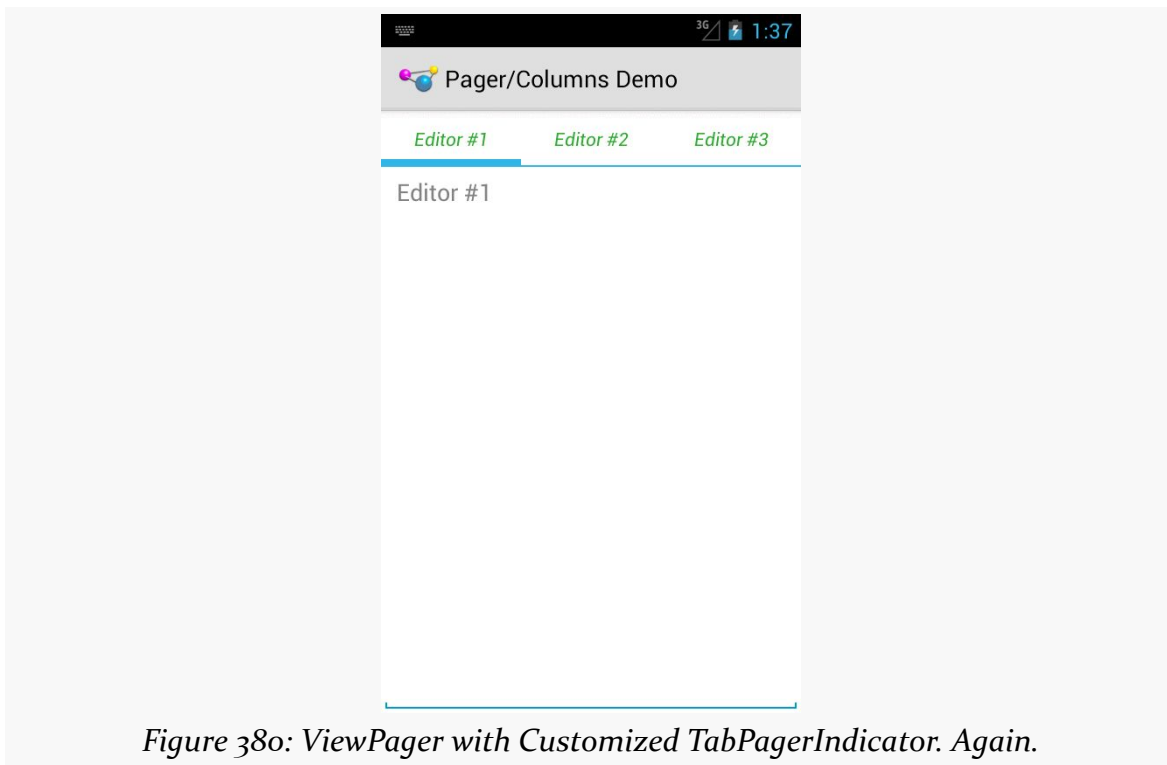 3G 1:37
Pager/Columns Demo
Editor #1 Editor #2 Editor #3
Editor #1
Figure 380: ViewPager with Customized TabPagerIndicator. Again.